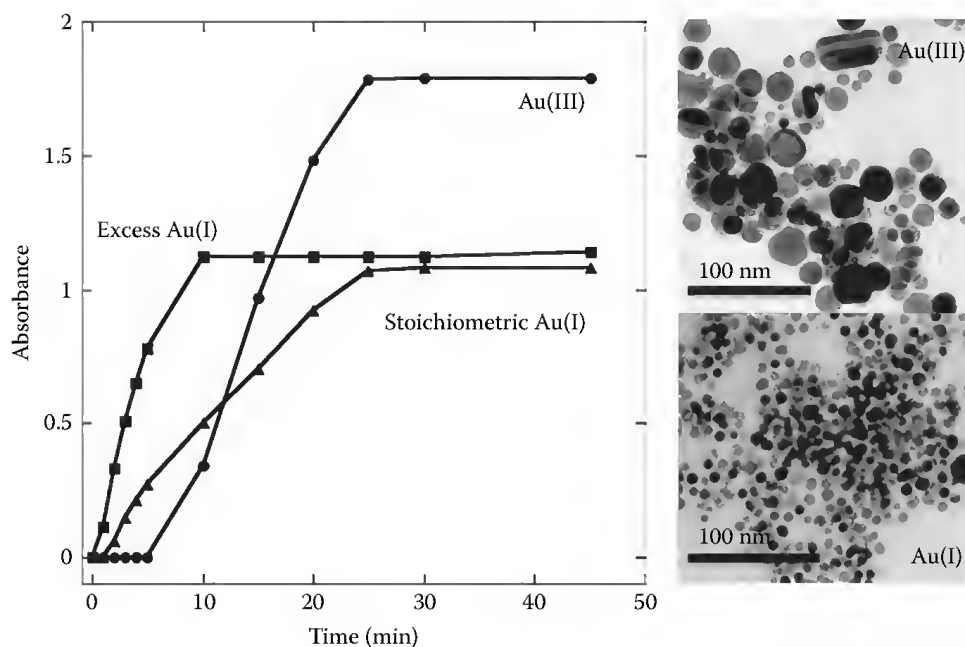 2
1.5
1
0.5
0
Absorbance
0 10 20 30 40 50
Time (min)
Au(III)
Excess Au(I)
Stoichiometric Au(I)
Au(III)
100 nm
100 nm
Au(I)